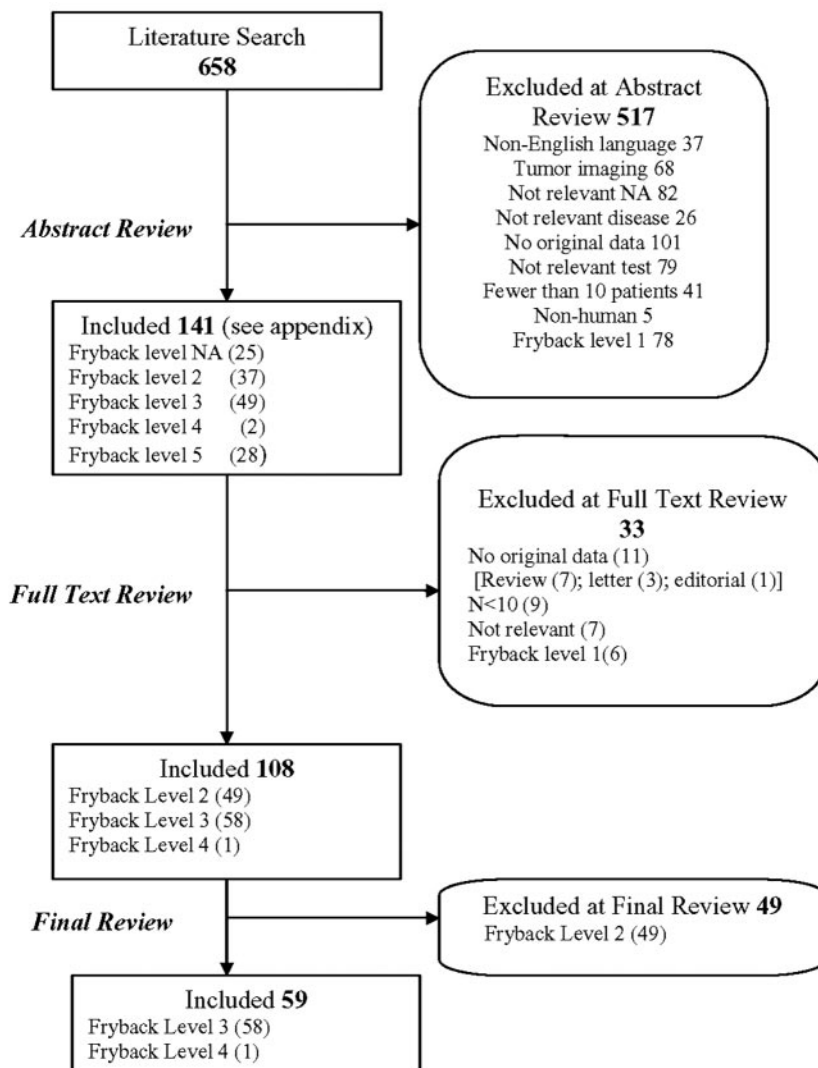 Literature Search
658
Excluded at Abstract
Review 517
Non-English language 37
Tumor imaging 68
Not relevant NA 82
Not relevant disease 26
No original data 101
Not relevant test 79
Fewer than 10 patients 41
Non-human 5
Fryback level 1 78
Abstract Review
Included 141 (see appendix)
Fryback level NA (25)
Fryback level 2 (37)
Fryback level 3 (49)
Fryback level 4 (2)
Fryback level 5 (28)
Excluded at Full Text Review
33
No original data (11)
[Review (7); letter (3); editorial (1)]
N<10 (9)
Not relevant (7)
Fryback level 1(6)
Full Text Review
Included 108
Fryback Level 2 (49)
Fryback Level 3 (58)
Fryback Level 4 (1)
Final Review
Excluded at Final Review 49
Fryback Level 2 (49)
Included 59
Fryback Level 3 (58)
Fryback Level 4 (1)